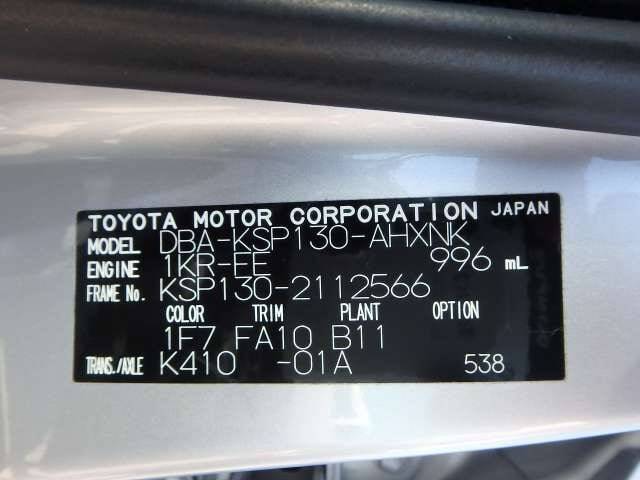 TOYOTA MOTOR CORPORATION JAPAN
MODEL DBA-KSP130-AHXNK
ENGINE 1KR-FE 996 mL
FRAME No. KSP130-2112566
COLOR TRIM PLANT OPTION
1F7 FA10 B11
TRANS./AXLE K410 -01A 538